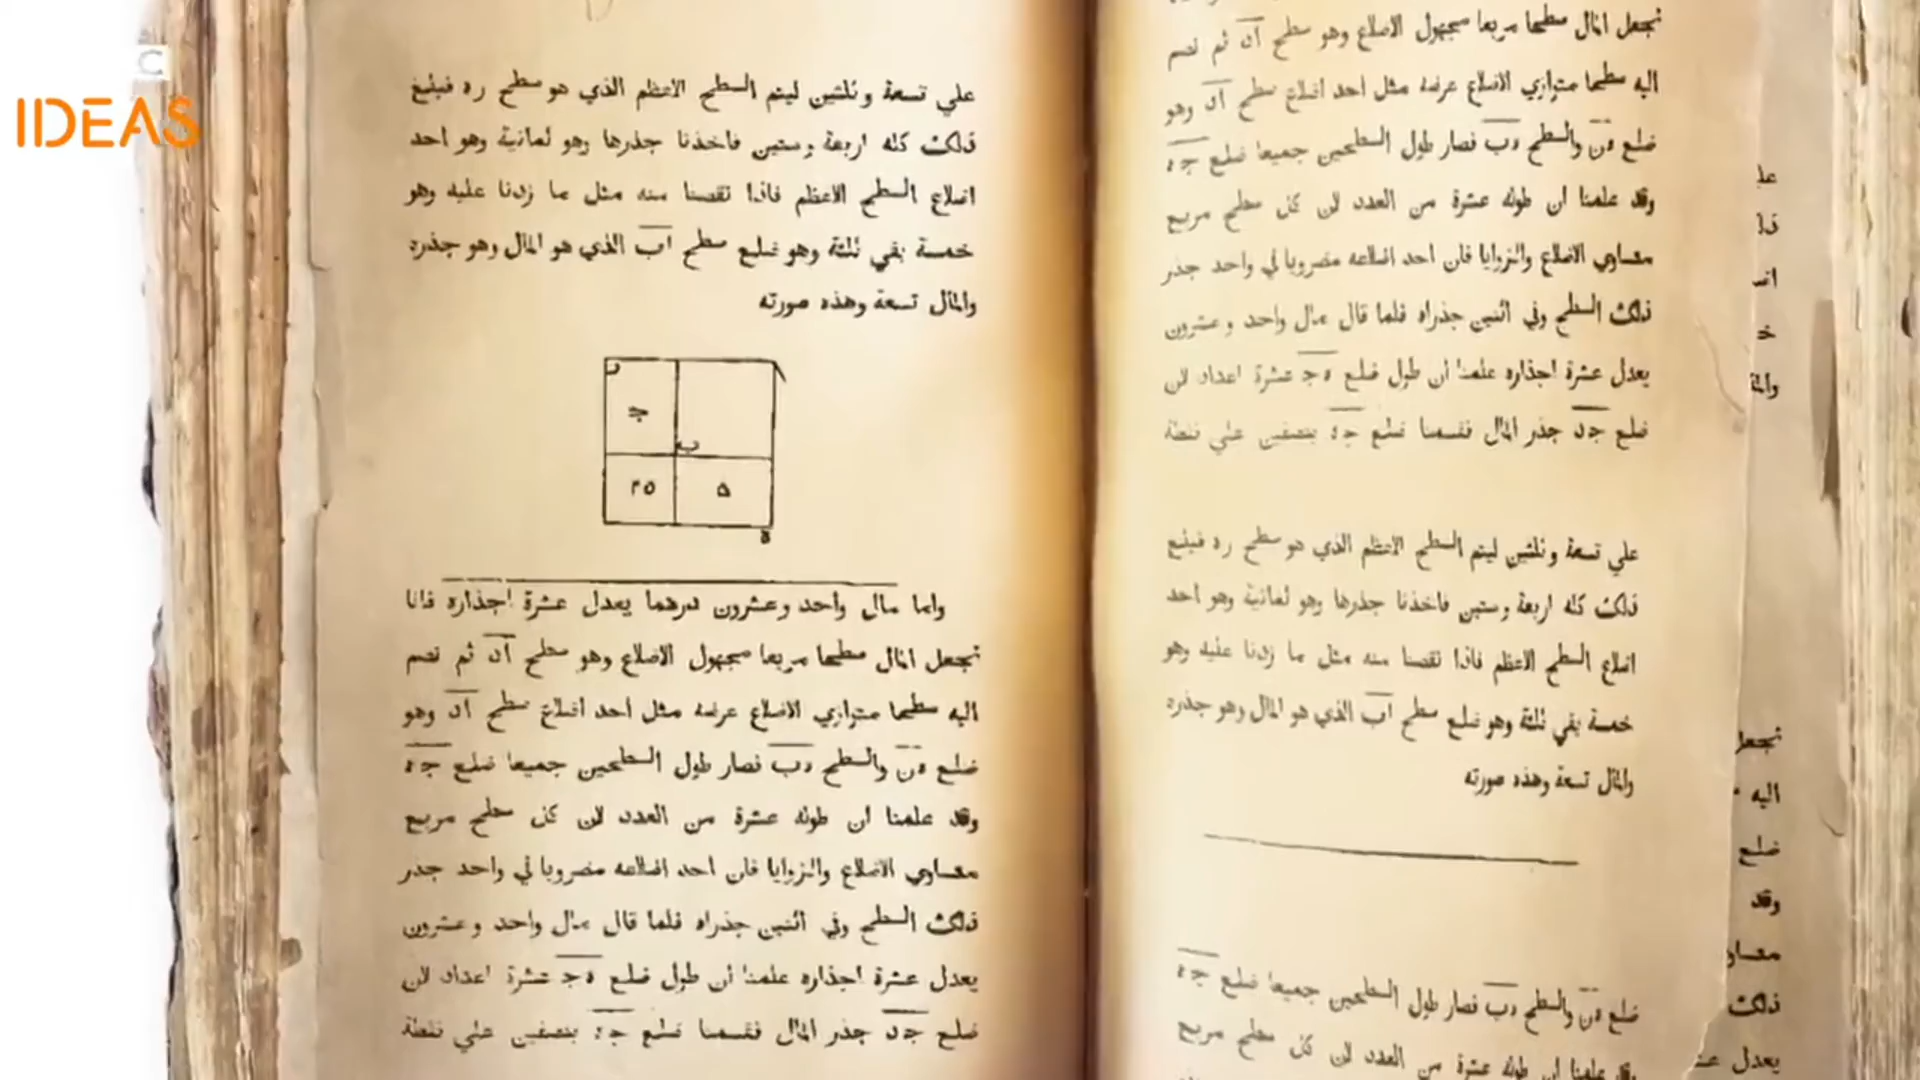 C
IDEAS
علي تسعة وثلثين ليتم السطح الاعظم الذي هو سطح ره فبلغ
ذلك كله اربعة وستين فاخذنا جذرها وهو ثمانية وهو احد
اضلاع السطح الاعظم فاذا نقصنا منه مثل ما زدنا عليه وهو
خمسة بقي ثلثة وهو ضلع سطح اب الذي هو المال وهو جذره
والمال تسعة وهذه صورته
د
ج
ب
٢٥
٥
ه
واما مال واحد وعشرون درهما يعدل عشرة اجذاره فانا
نجعل المال سطحا مربعا مجهول الاضلاع وهو سطح اد ثم نضم
اليه سطحا متوازي الاضلاع عرضه مثل احد اضلاع سطح اد وهو
ضلع هن والسطح هب فصار طول السطحين جميعا ضلع جه
وقد علمنا ان طوله عشرة من العدد لان كل سطح مربع
متساوي الاضلاع والزوايا فان احد اضلاعه مضروبا في واحد جذر
ذلك السطح وفي اثنين جذراه فلما قال مال واحد وعشرون
يعدل عشرة اجذاره علمنا ان طول ضلع هج عشرة اعداد لان
ضلع جد جذر المال فقسمنا ضلع جه بنصفين علي نقطة
نجعل المال سطحا مربعا مجهول الاضلاع وهو سطح اد ثم نضم
اليه سطحا متوازي الاضلاع عرضه مثل احد اضلاع سطح اد وهو
ضلع هن والسطح هب فصار طول السطحين جميعا ضلع جه
وقد علمنا ان طوله عشرة من العدد لان كل سطح مربع
متساوي الاضلاع والزوايا فان احد اضلاعه مضروبا في واحد جذر
ذلك السطح وفي اثنين جذراه فلما قال مال واحد وعشرون
يعدل عشرة اجذاره علمنا ان طول ضلع هج عشرة اعداد لان
ضلع جد جذر المال فقسمنا ضلع جه بنصفين علي نقطة
علي تسعة وثلثين ليتم السطح الاعظم الذي هو سطح ره فبلغ
ذلك كله اربعة وستين فاخذنا جذرها وهو ثمانية وهو احد
اضلاع السطح الاعظم فاذا نقصنا منه مثل ما زدنا عليه وهو
خمسة بقي ثلثة وهو ضلع سطح اب الذي هو المال وهو جذره
والمال تسعة وهذه صورته
ضلع هن والسطح هب فصار طول السطحين جميعا ضلع جه
وقد علمنا ان طوله عشرة من العدد لان كل سطح مربع
نجعل
اليه
ضلع
وقد
ذلك
يعدل